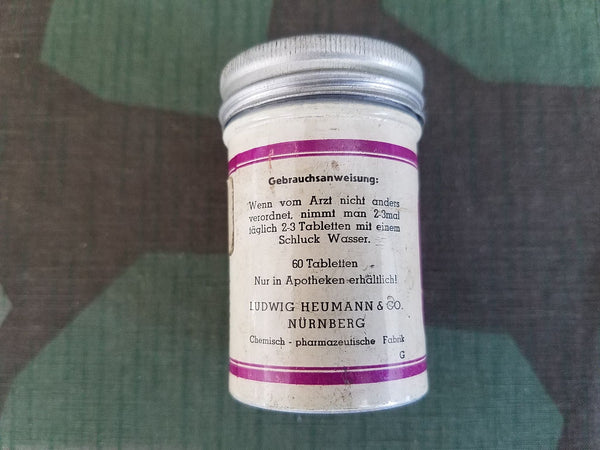 Gebrauchsanweisung:
Wenn vom Arzt nicht anders
verordnet, nimmt man 2-3mal
täglich 2-3 Tabletten mit einem
Schluck Wasser.
60 Tabletten
Nur in Apotheken erhältlich!
LUDWIG HEUMANN & CO.
NÜRNBERG
Chemisch - pharmazeutische Fabrik
G